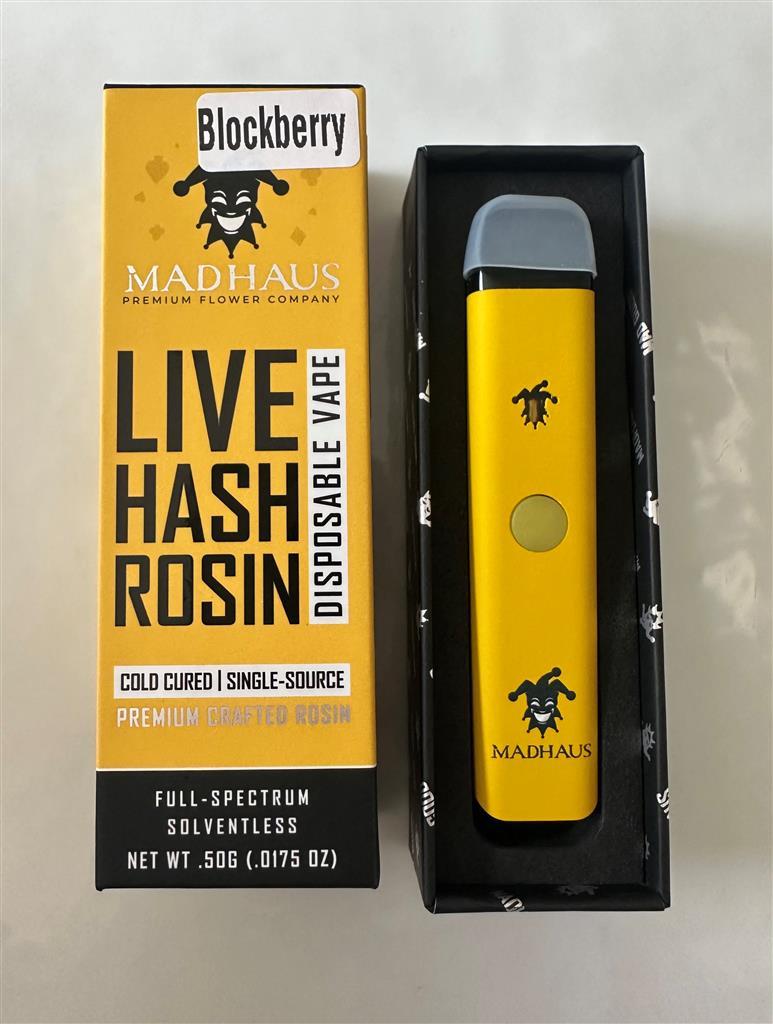 Blockberry
MADHAUS
PREMIUM FLOWER COMPANY
LIVE
HASH
ROSIN
DISPOSABLE VAPE
COLD CURED | SINGLE-SOURCE
PREMIUM CRAFTED ROSIN
FULL-SPECTRUM
SOLVENTLESS
NET WT .50G (.0175 OZ)
MADHAUS